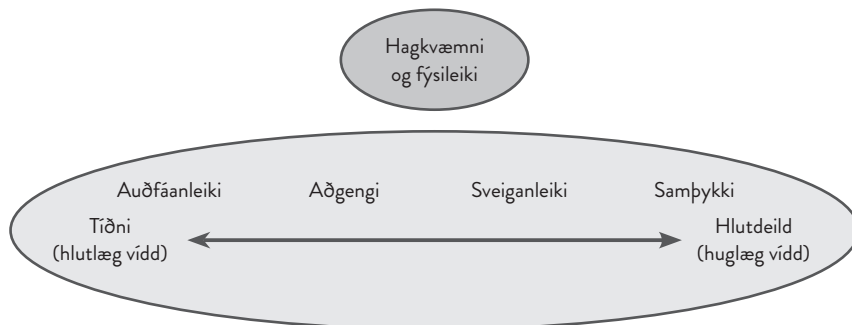 Hagkvæmni
og fýsileiki
Auðfáanleiki Aðgengi Sveiganleiki Samþykki
Tíðni
(hlutlæg vídd)
Hlutdeild
(huglæg vídd)